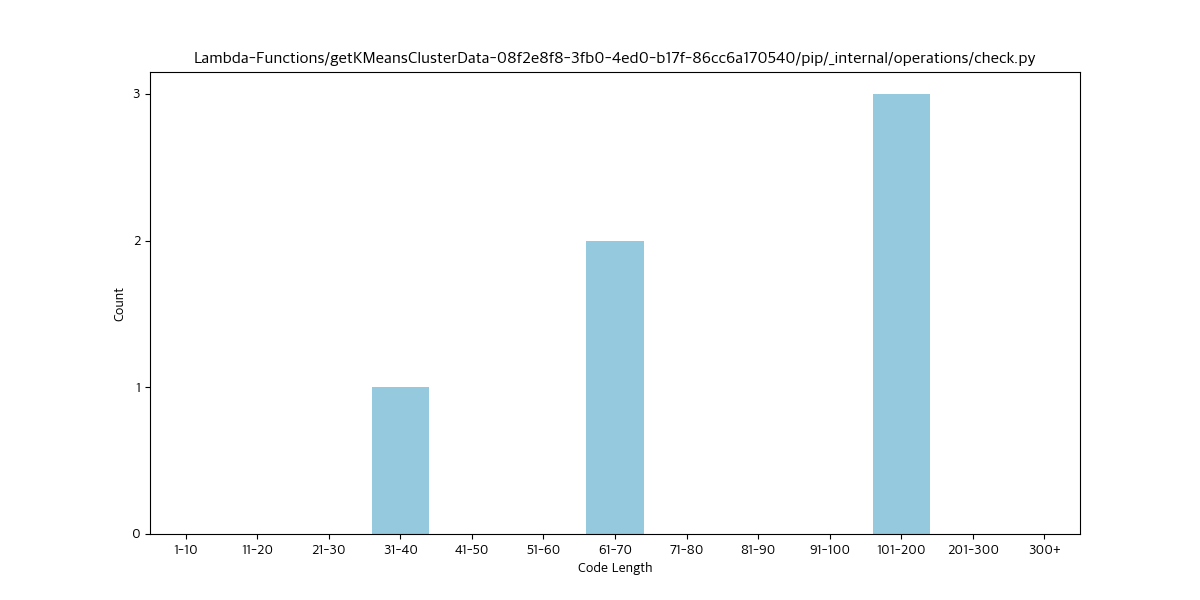 Lambda-Functions/getKMeansClusterData-08f2e8f8-3fb0-4ed0-b17f-86cc6a170540/pip/_internal/operations/check.py
3
2
1
0
Count
1-10 11-20 21-30 31-40 41-50 51-60 61-70 71-80 81-90 91-100 101-200 201-300 300+
Code Length